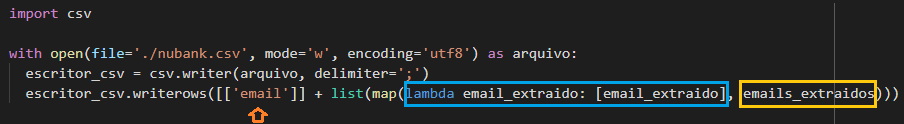 import csv
with open(file='./nubank.csv', mode='w', encoding='utf8') as arquivo:
escritor_csv = csv.writer(arquivo, delimiter=';')
escritor_csv.writerows([['email']] + list(map(lambda email_extraido: [email_extraido], emails_extraidos)))